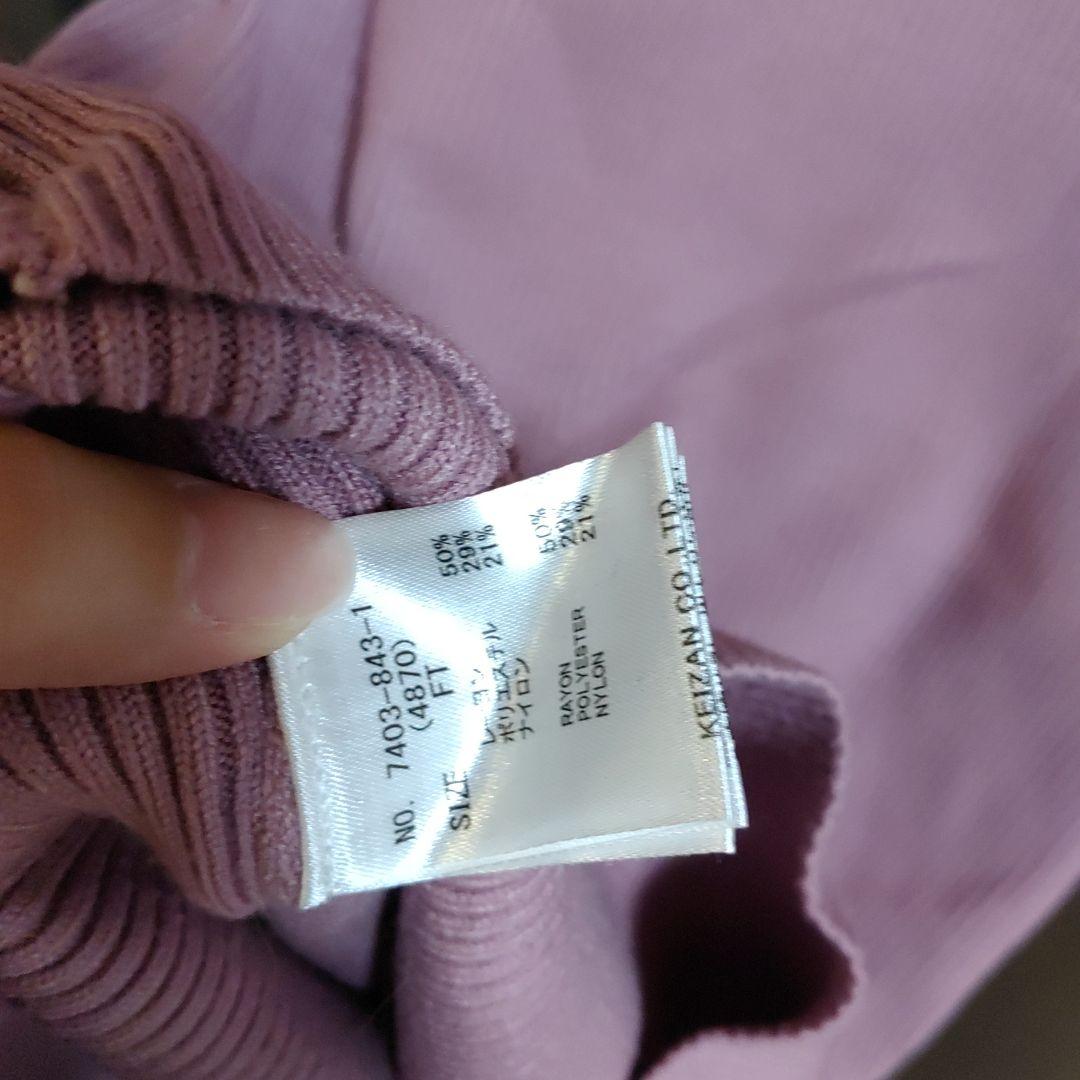 NO. 7403-843-1
(4870)
SIZE FT
レーヨン 50%
ポリエステル 29%
ナイロン 21%
RAYON 50%
POLYESTER 29%
NYLON 21%
KEIZAN CO.,LTD